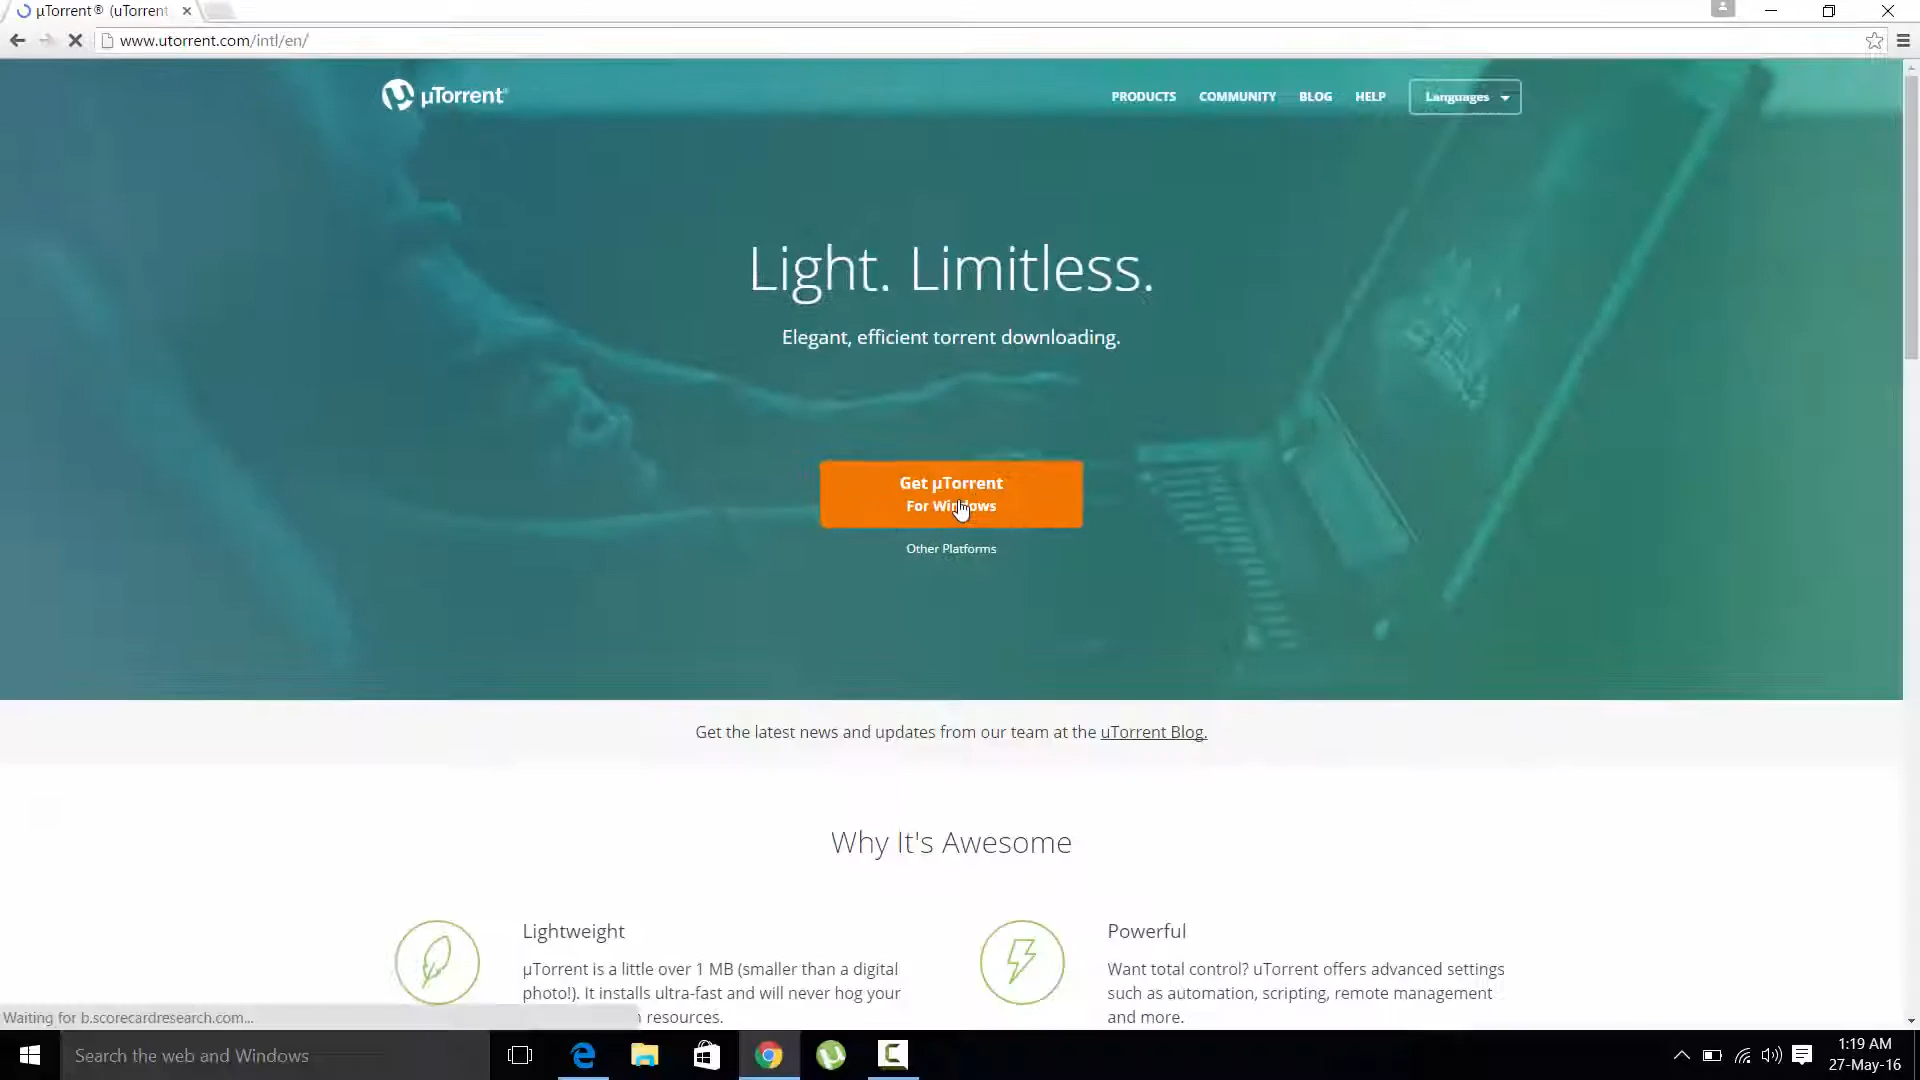 µTorrent® (uTorrent
www.utorrent.com/intl/en/
µTorrent®
PRODUCTS
COMMUNITY
BLOG
HELP
Languages
Light. Limitless.
Elegant, efficient torrent downloading.
Get µTorrent
For Windows
Other Platforms
Get the latest news and updates from our team at the uTorrent Blog.
Why It's Awesome
Lightweight
µTorrent is a little over 1 MB (smaller than a digital
photo!). It installs ultra-fast and will never hog your
resources.
Powerful
Want total control? uTorrent offers advanced settings
such as automation, scripting, remote management
and more.
Waiting for b.scorecardresearch.com...
Search the web and Windows
1:19 AM
27-May-16